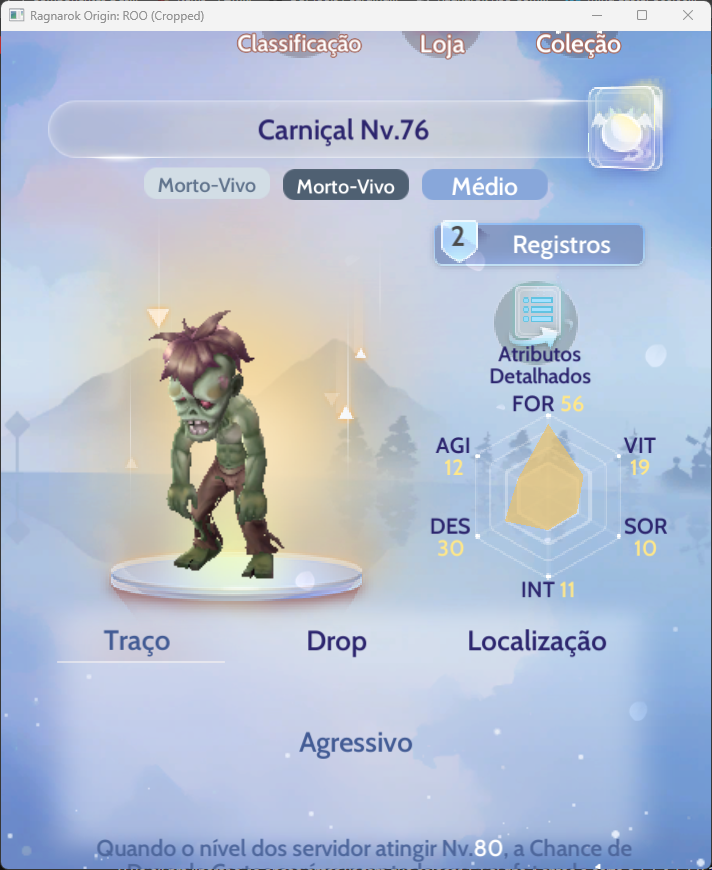 Ragnarok Origin: ROO (Cropped)
Classificação Loja Coleção
Carniçal Nv.76
Morto-Vivo Morto-Vivo Médio
2 Registros
Atributos
Detalhados
FOR 56
AGI VIT
12 19
DES SOR
30 10
INT 11
Traço Drop Localização
Agressivo
Quando o nível dos servidor atingir Nv.80, a Chance de